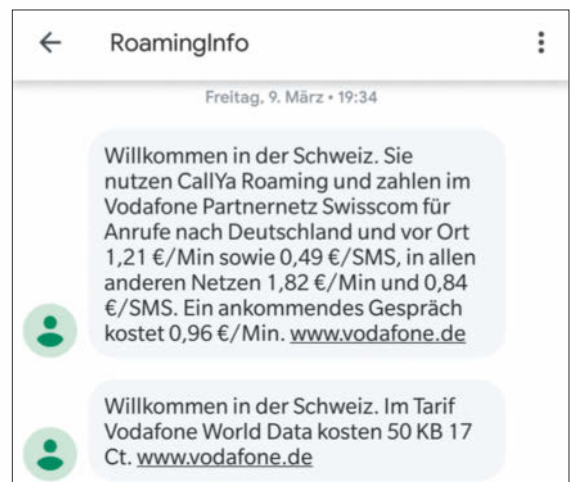 RoamingInfo
Freitag, 9. März • 19:34
Willkommen in der Schweiz. Sie
nutzen CallYa Roaming und zahlen im
Vodafone Partnernetz Swisscom für
Anrufe nach Deutschland und vor Ort
1,21 €/Min sowie 0,49 €/SMS, in allen
anderen Netzen 1,82 €/Min und 0,84
€/SMS. Ein ankommendes Gespräch
kostet 0,96 €/Min. www.vodafone.de
Willkommen in der Schweiz. Im Tarif
Vodafone World Data kosten 50 KB 17
Ct. www.vodafone.de